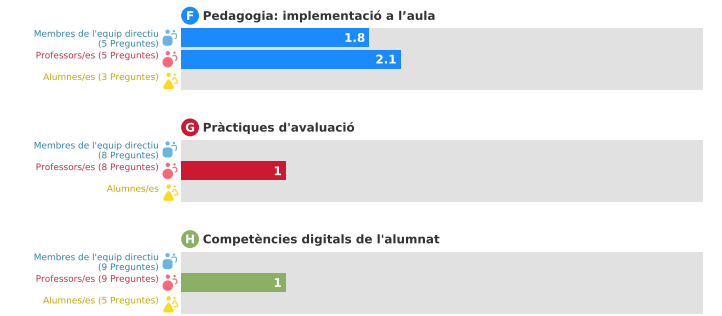 F Pedagogia: implementació a l’aula
Membres de l'equip directiu
(5 Preguntes)
1.8
Professors/es (5 Preguntes)
2.1
Alumnes/es (3 Preguntes)
G Pràctiques d'avaluació
Membres de l'equip directiu
(8 Preguntes)
Professors/es (8 Preguntes)
1
Alumnes/es
H Competències digitals de l'alumnat
Membres de l'equip directiu
(9 Preguntes)
Professors/es (9 Preguntes)
1
Alumnes/es (5 Preguntes)